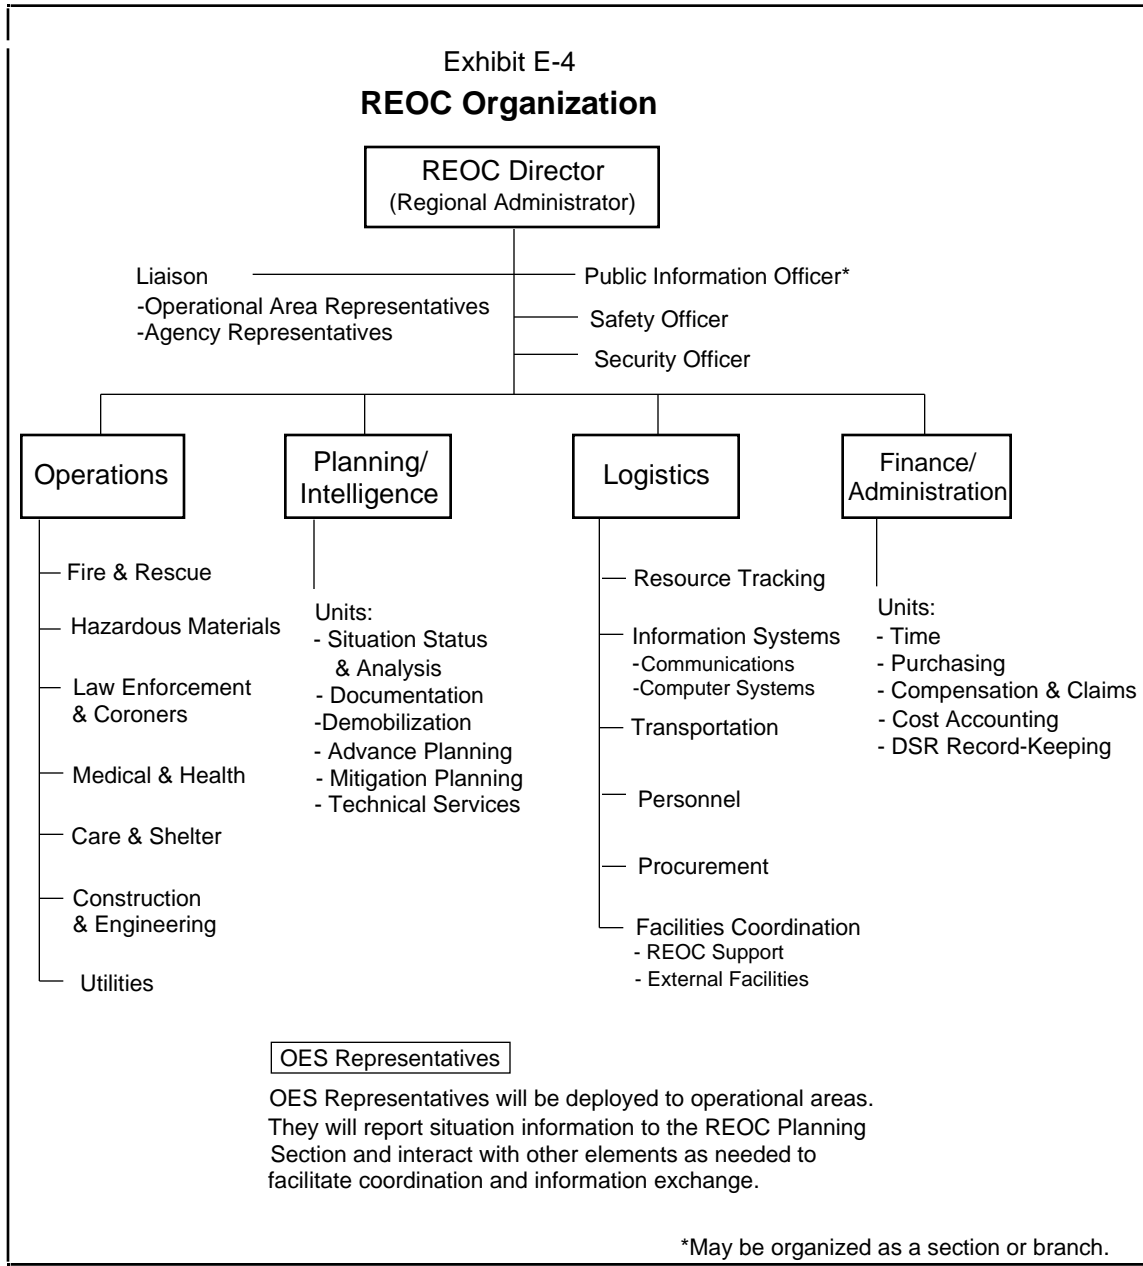 Exhibit E-4
REOC Organization
REOC Director
(Regional Administrator)
Liaison
-Operational Area Representatives
-Agency Representatives
Public Information Officer*
Safety Officer
Security Officer
Operations
Fire & Rescue
Hazardous Materials
Law Enforcement
& Coroners
Medical & Health
Care & Shelter
Construction
& Engineering
Utilities
Planning/
Intelligence
Units:
- Situation Status
& Analysis
- Documentation
-Demobilization
- Advance Planning
- Mitigation Planning
- Technical Services
Logistics
Resource Tracking
Information Systems
-Communications
-Computer Systems
Transportation
Personnel
Procurement
Facilities Coordination
- REOC Support
- External Facilities
Finance/
Administration
Units:
- Time
- Purchasing
- Compensation & Claims
- Cost Accounting
- DSR Record-Keeping
OES Representatives
OES Representatives will be deployed to operational areas.
They will report situation information to the REOC Planning
Section and interact with other elements as needed to
facilitate coordination and information exchange.
*May be organized as a section or branch.